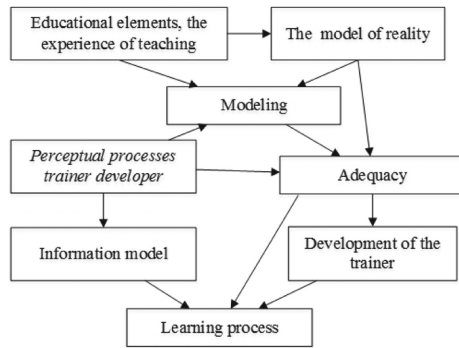 Educational elements, the
experience of teaching
The model of reality
Modeling
Perceptual processes
trainer developer
Adequacy
Information model
Development of the
trainer
Learning process